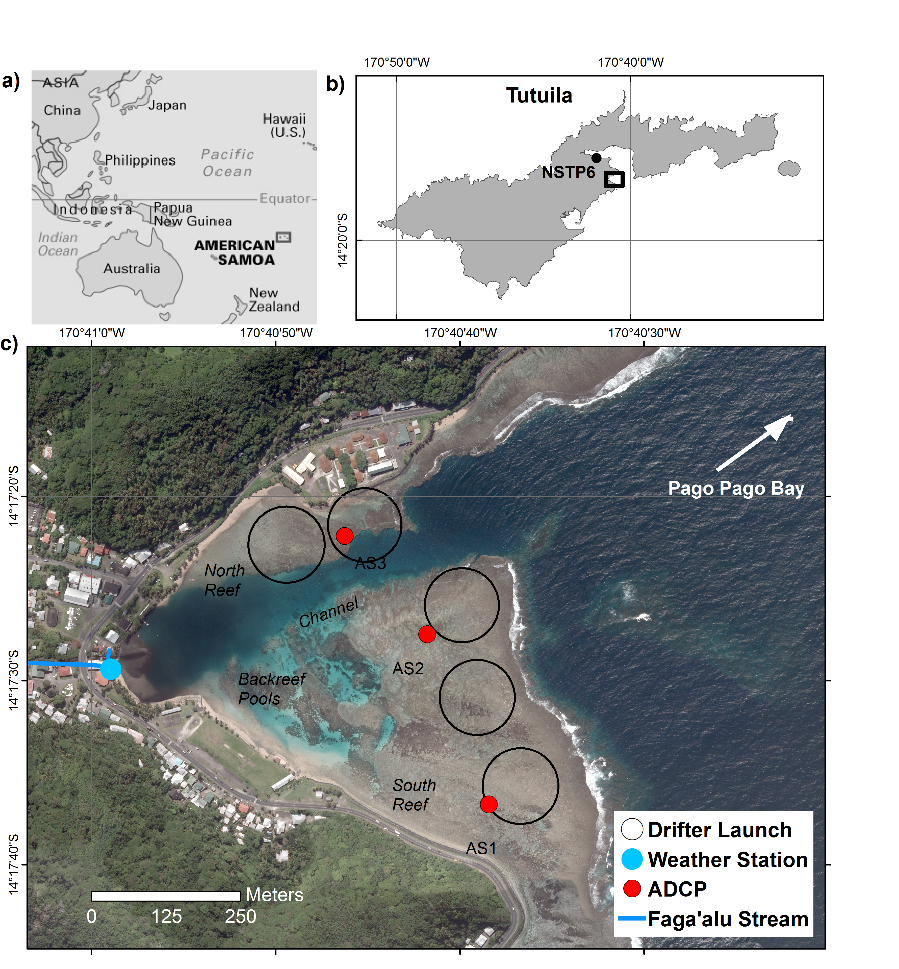 a)
ASIA
China
Japan
Hawaii
(U.S.)
Philippines
Pacific
Ocean
Equator
Indonesia
Papua
New Guinea
Indian
Ocean
AMERICAN
SAMOA
Australia
New
Zealand
b)
170°50'0"W
170°40'0"W
Tutuila
NSTP6
14°20'0"S
c)
170°41'0"W
170°40'50"W
170°40'40"W
170°40'30"W
14°17'20"S
14°17'30"S
14°17'40"S
Pago Pago Bay
AS3
North
Reef
Channel
AS2
Backreef
Pools
South
Reef
AS1
Meters
0
125
250
Drifter Launch
Weather Station
ADCP
Faga'alu Stream